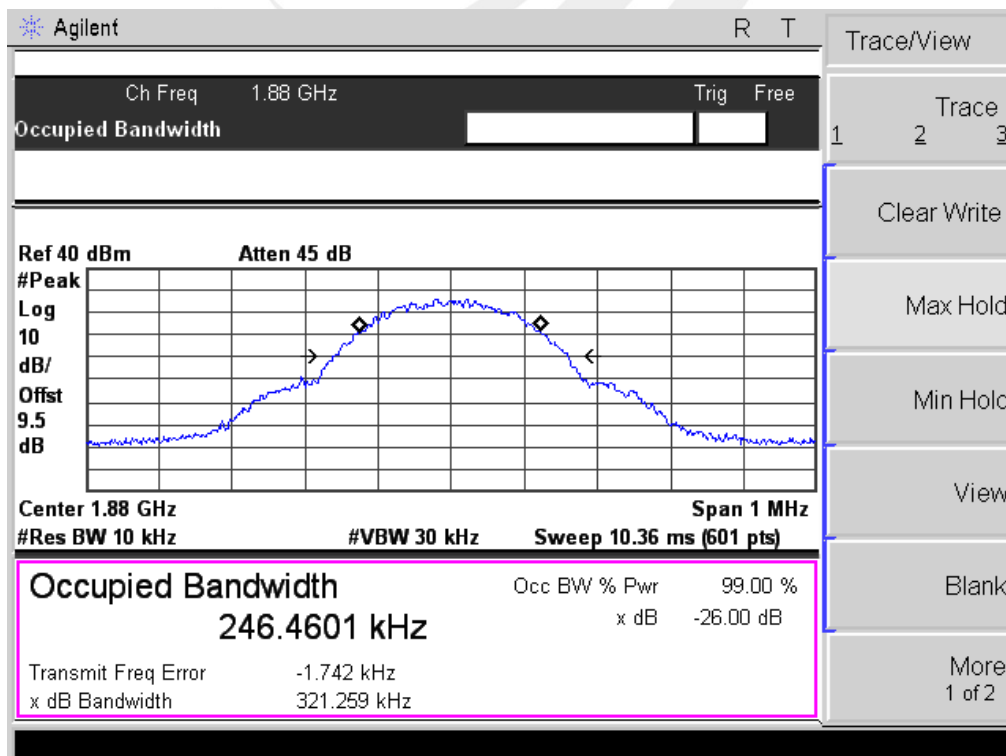 Agilent R T
Ch Freq 1.88 GHz Trig Free
Occupied Bandwidth
Ref 40 dBm Atten 45 dB
#Peak
Log
10
dB/
Offst
9.5
dB
Center 1.88 GHz Span 1 MHz
#Res BW 10 kHz #VBW 30 kHz Sweep 10.36 ms (601 pts)
Occupied Bandwidth
246.4601 kHz
Occ BW % Pwr 99.00 %
x dB -26.00 dB
Transmit Freq Error -1.742 kHz
x dB Bandwidth 321.259 kHz
Trace/View
Trace
1 2 3
Clear Write
Max Hold
Min Hold
View
Blank
More
1 of 2